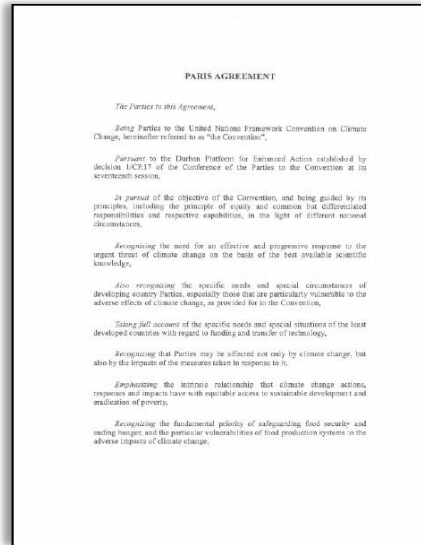 PARIS AGREEMENT
The Parties to this Agreement,
Being Parties to the United Nations Framework Convention on Climate
Change, hereinafter referred to as "the Convention",
Pursuant to the Durban Platform for Enhanced Action established by
decision 1/CP.17 of the Conference of the Parties to the Convention at its
seventeenth session,
In pursuit of the objective of the Convention, and being guided by its
principles, including the principle of equity and common but differentiated
responsibilities and respective capabilities, in the light of different national
circumstances,
Recognizing the need for an effective and progressive response to the
urgent threat of climate change on the basis of the best available scientific
knowledge,
Also recognizing the specific needs and special circumstances of
developing country Parties, especially those that are particularly vulnerable to the
adverse effects of climate change, as provided for in the Convention,
Taking full account of the specific needs and special situations of the least
developed countries with regard to funding and transfer of technology,
Recognizing that Parties may be affected not only by climate change, but
also by the impacts of the measures taken in response to it,
Emphasizing the intrinsic relationship that climate change actions,
responses and impacts have with equitable access to sustainable development and
eradication of poverty,
Recognizing the fundamental priority of safeguarding food security and
ending hunger, and the particular vulnerabilities of food production systems to the
adverse impacts of climate change,